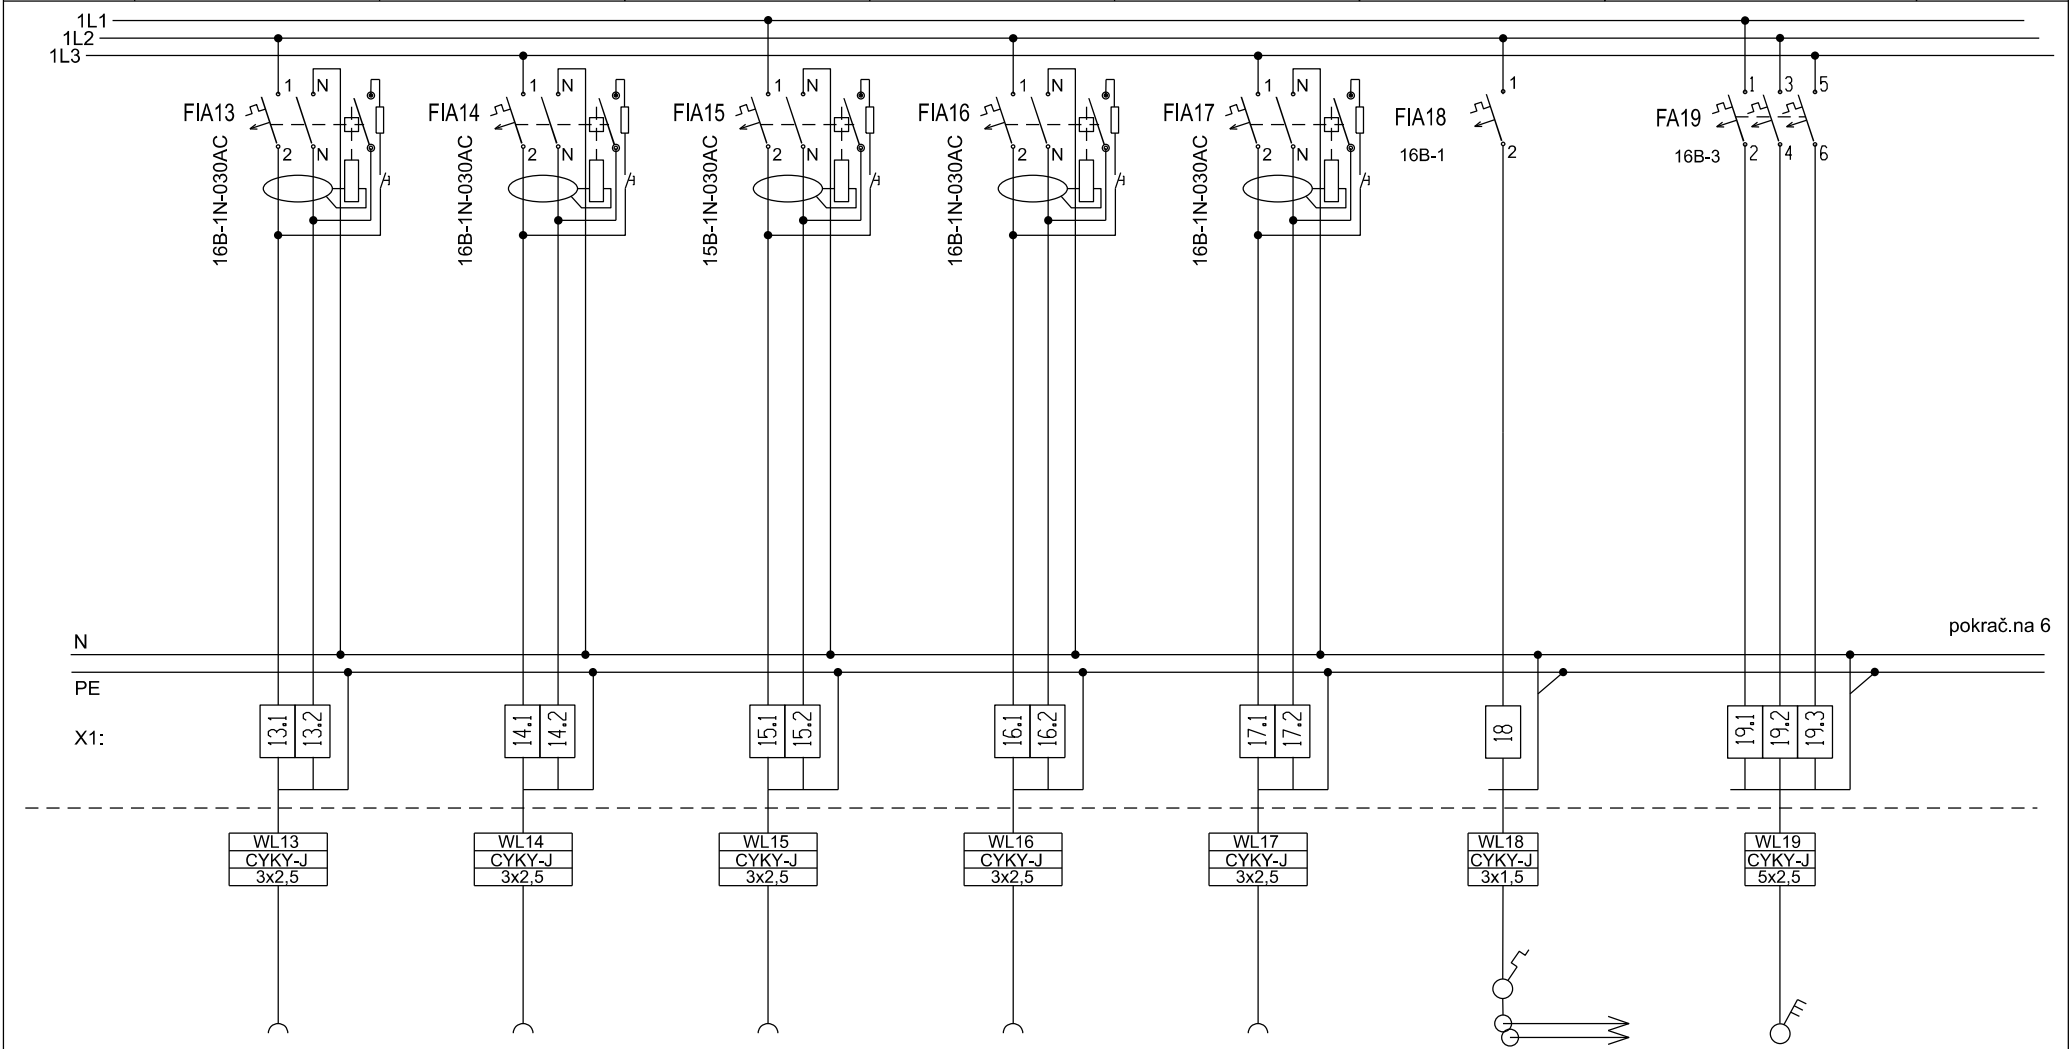 1L1
1L2
1L3
FIA13
16B-1N-030AC
1
N
2
N
FIA14
16B-1N-030AC
1
N
2
N
FIA15
15B-1N-030AC
1
N
2
N
FIA16
16B-1N-030AC
1
N
2
N
FIA17
16B-1N-030AC
1
N
2
N
FIA18
16B-1
1
2
FA19
16B-3
1
3
5
2
4
6
N
pokrač.na 6
PE
X1:
13.1
13.2
14.1
14.2
15.1
15.2
16.1
16.2
17.1
17.2
18
19.1
19.2
19.3
WL13
CYKY-J
3x2,5
WL14
CYKY-J
3x2,5
WL15
CYKY-J
3x2,5
WL16
CYKY-J
3x2,5
WL17
CYKY-J
3x2,5
WL18
CYKY-J
3x1,5
WL19
CYKY-J
5x2,5